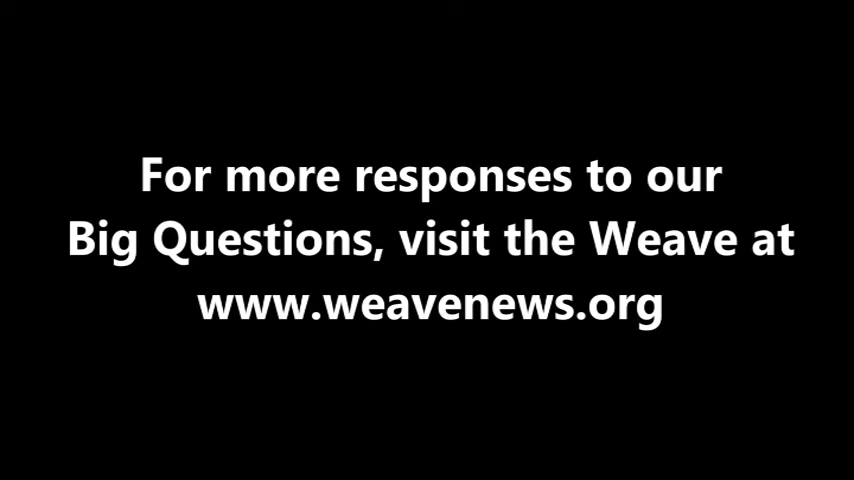 For more responses to our
Big Questions, visit the Weave at
www.weavenews.org